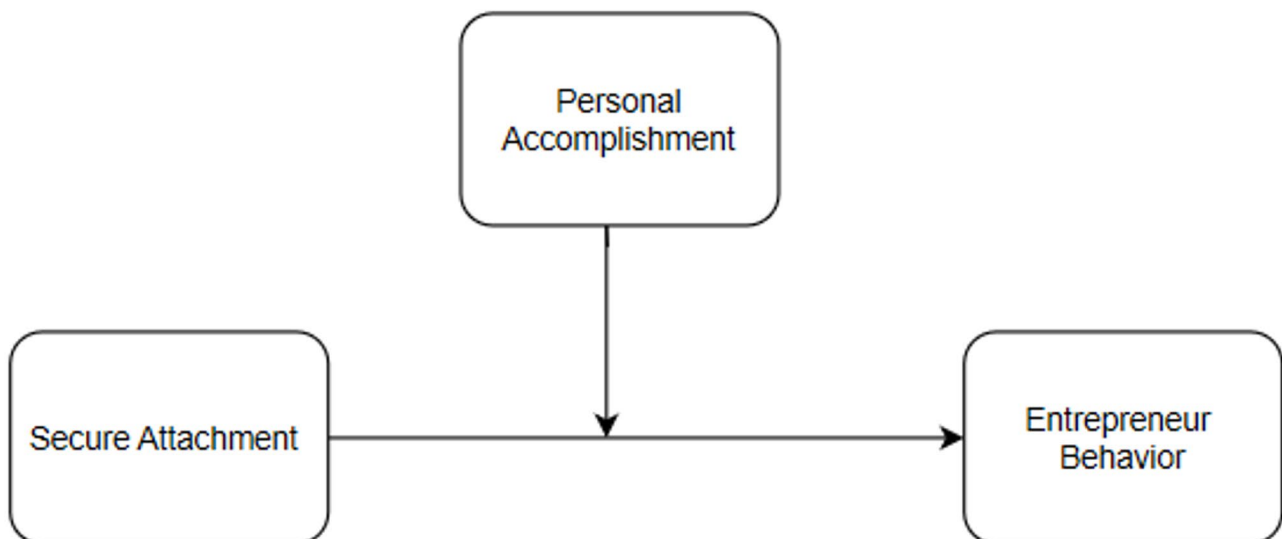 Personal
Accomplishment
Secure Attachment
Entrepreneur
Behavior